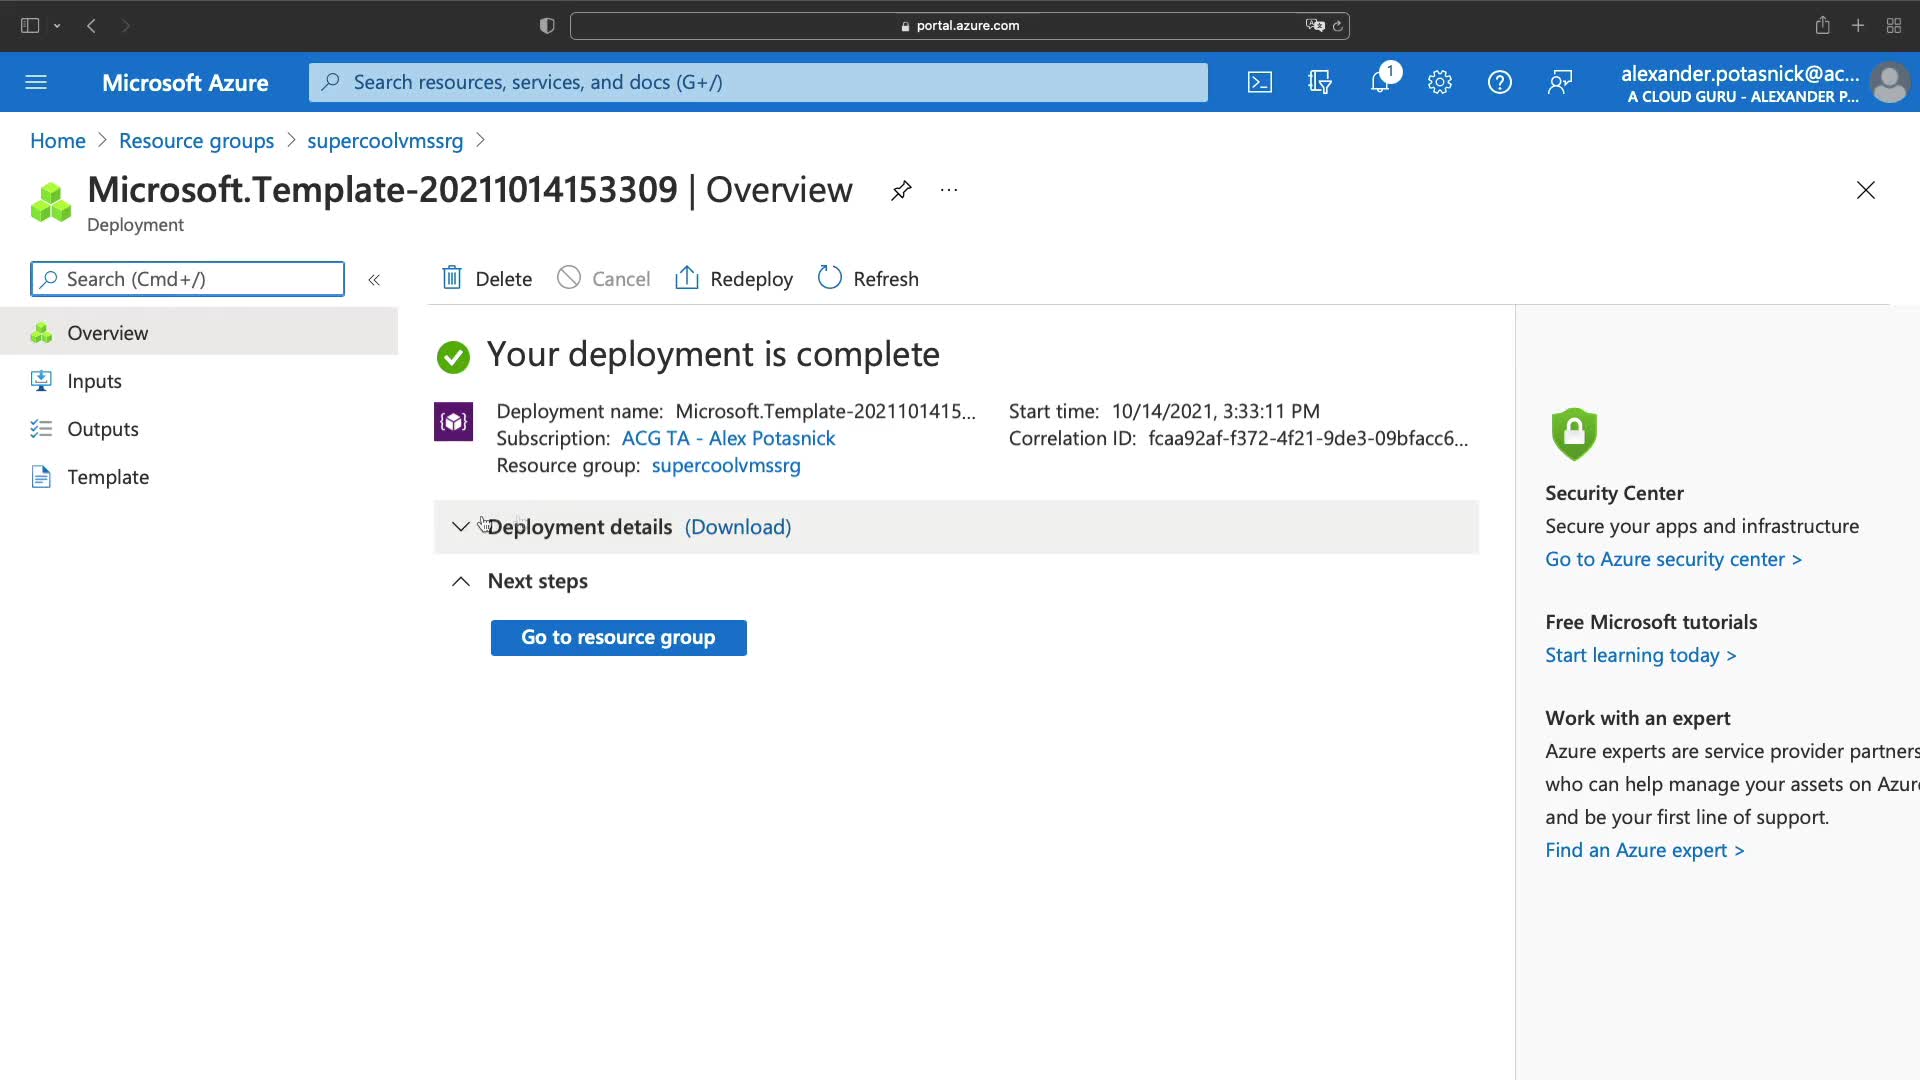 portal.azure.com
Microsoft Azure
Search resources, services, and docs (G+/)
1
alexander.potasnick@ac...
A CLOUD GURU - ALEXANDER P...
Home > Resource groups > supercoolvmssrg >
Microsoft.Template-20211014153309 | Overview ...
Deployment
Search (Cmd+/) «
Delete Cancel Redeploy Refresh
Overview
Inputs
Outputs
Template
Your deployment is complete
Deployment name: Microsoft.Template-2021101415...
Subscription: ACG TA - Alex Potasnick
Resource group: supercoolvmssrg
Start time: 10/14/2021, 3:33:11 PM
Correlation ID: fcaa92af-f372-4f21-9de3-09bfacc6...
Deployment details (Download)
Next steps
Go to resource group
Security Center
Secure your apps and infrastructure
Go to Azure security center >
Free Microsoft tutorials
Start learning today >
Work with an expert
Azure experts are service provider partners
who can help manage your assets on Azure
and be your first line of support.
Find an Azure expert >